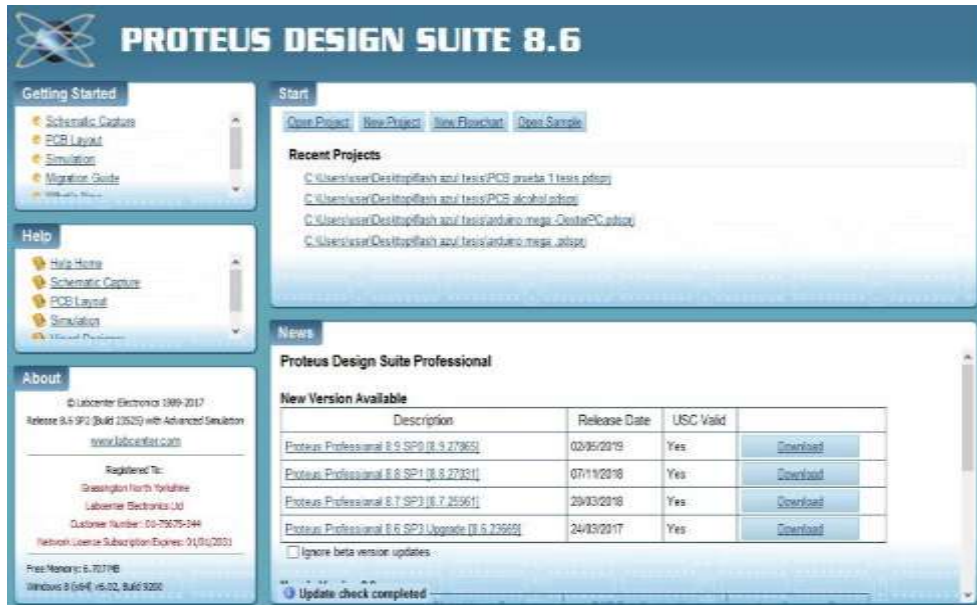 PROTEUS DESIGN SUITE 8.6
Getting Started
Schematic Capture
PCB Layout
Simulation
Migration Guide
What's New
Help
Help Home
Schematic Capture
PCB Layout
Simulation
Visual Designer
About
© Labcenter Electronics 1989-2017
Release 8.6 SP2 (Build 23525) with Advanced Simulation
www.labcenter.com
Registered To:
Grassington North Yorkshire
Labcenter Electronics Ltd
Customer Number: 01-75675-344
Network Licence Subscription Expires: 01/01/2031
Free Memory: 6.707 MB
Windows 8 (x64) v6.02, Build 9200
Start
Open Project New Project New Flowchart Open Sample
Recent Projects
C:\Users\user\Desktop\flash azul tesis\PCB prueba 1 tesis.pdsprj
C:\Users\user\Desktop\flash azul tesis\PCB alcohol.pdsprj
C:\Users\user\Desktop\flash azul tesis\arduino mega -DexterPC.pdsprj
C:\Users\user\Desktop\flash azul tesis\arduino mega .pdsprj
News
Proteus Design Suite Professional
New Version Available
Description Release Date USC Valid
Proteus Professional 8.9 SP0 [8.9.27865] 02/05/2019 Yes Download
Proteus Professional 8.8 SP1 [8.8.27031] 07/11/2018 Yes Download
Proteus Professional 8.7 SP3 [8.7.25561] 29/03/2018 Yes Download
Proteus Professional 8.6 SP3 Upgrade [8.6.23669] 24/03/2017 Yes Download
Ignore beta version updates
Update check completed